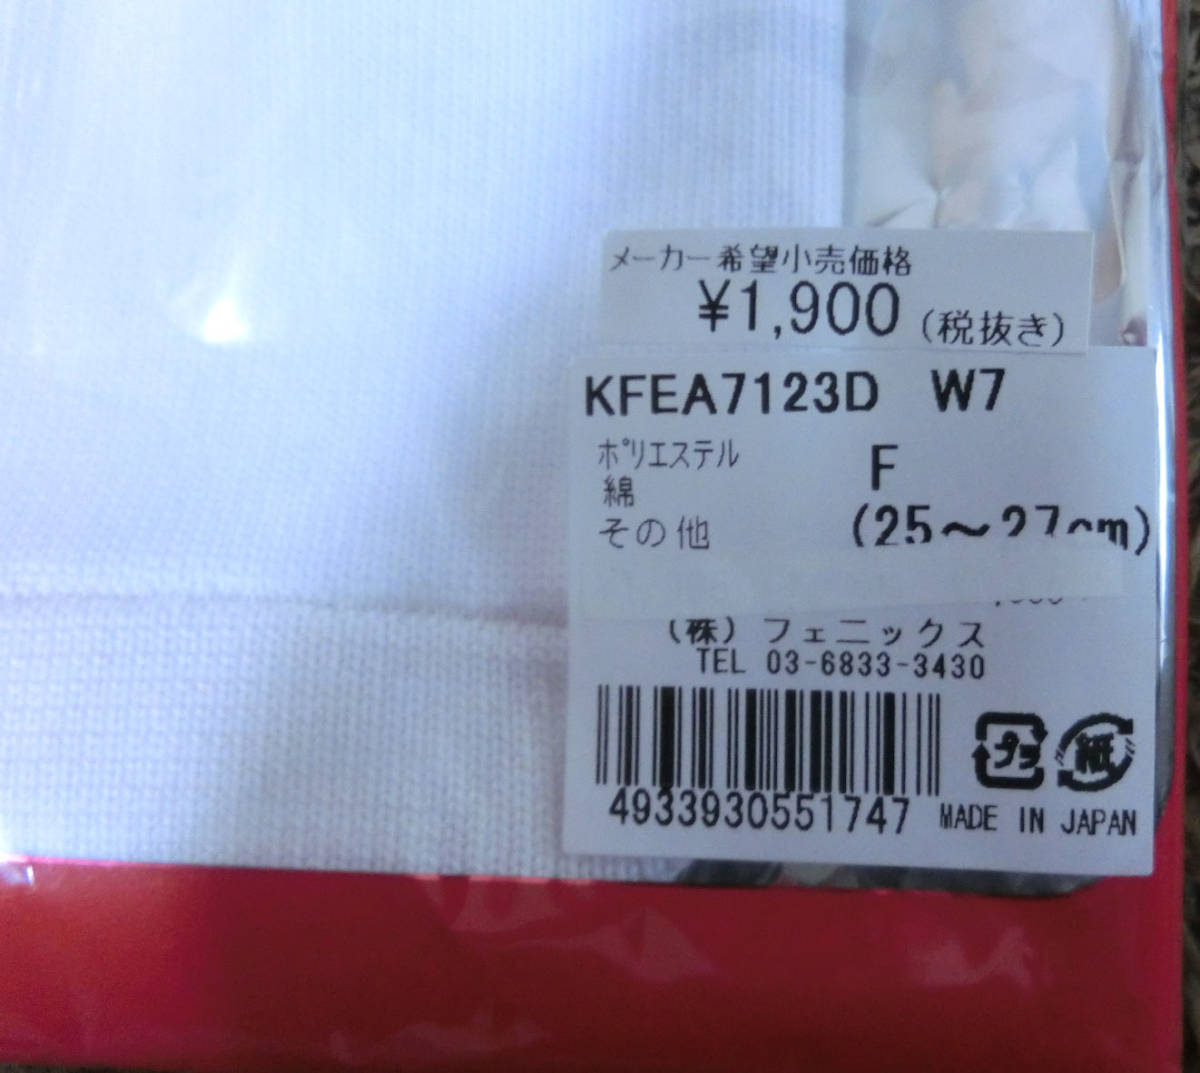 メーカー希望小売価格
¥1,900 (税抜き)
KFEA7123D W7
ポリエステル F
綿
その他 (25〜27cm)
(株) フェニックス
TEL 03-6833-3430
プラ 紙
4933930551747 MADE IN JAPAN